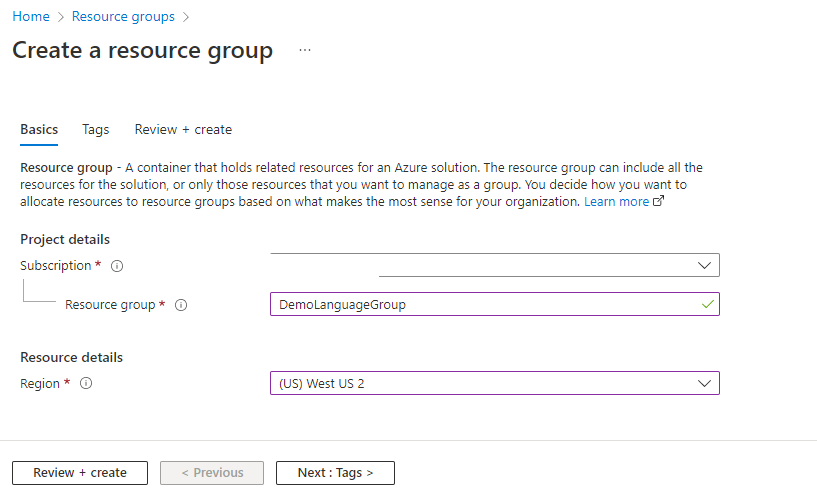 Home > Resource groups >
Create a resource group ...
Basics Tags Review + create
Resource group - A container that holds related resources for an Azure solution. The resource group can include all the
resources for the solution, or only those resources that you want to manage as a group. You decide how you want to
allocate resources to resource groups based on what makes the most sense for your organization. Learn more
Project details
Subscription *
Resource group * DemoLanguageGroup
Resource details
Region * (US) West US 2
Review + create < Previous Next : Tags >